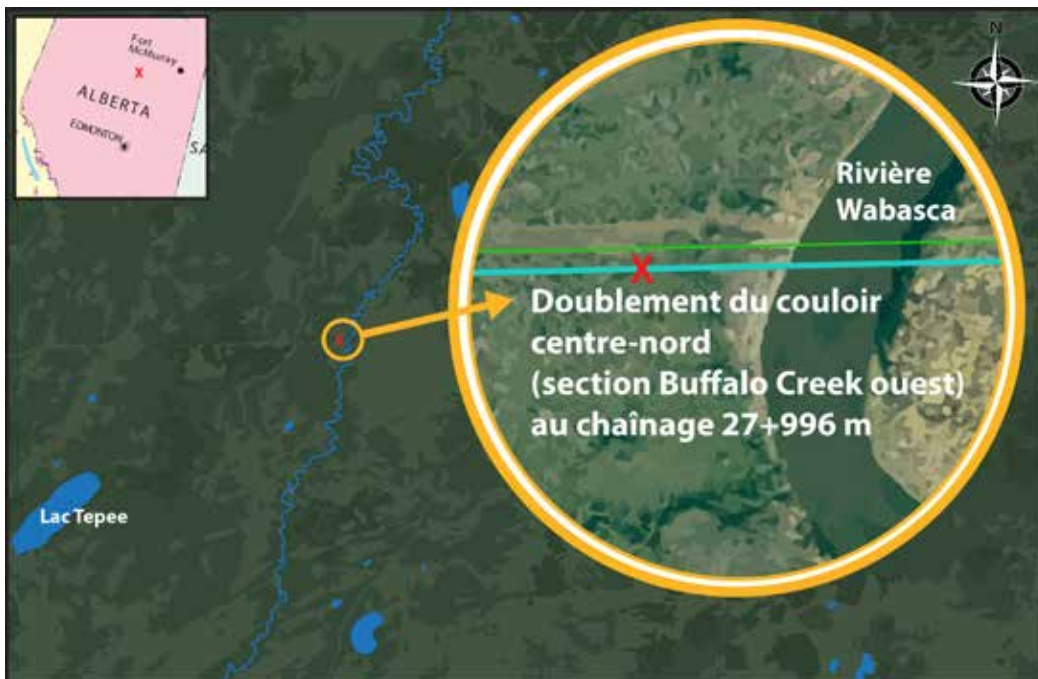 Fort
McMurray
X
ALBERTA
EDMONTON
SA
N
Rivière
Wabasca
X
Doublement du couloir
centre-nord
(section Buffalo Creek ouest)
au chaînage 27+996 m
X
Lac Tepee